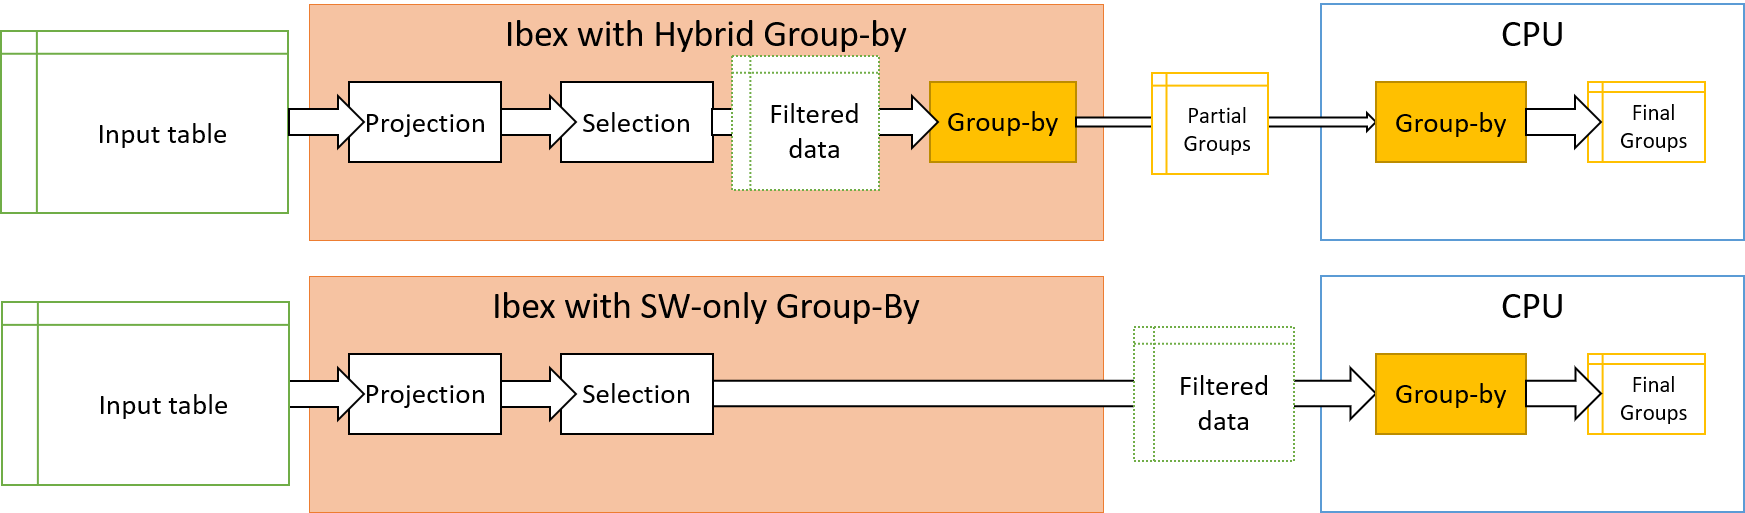 Ibex with Hybrid Group-by
CPU
Input table
Projection
Selection
Filtered
data
Group-by
Partial
Groups
Group-by
Final
Groups
Ibex with SW-only Group-By
CPU
Input table
Projection
Selection
Filtered
data
Group-by
Final
Groups